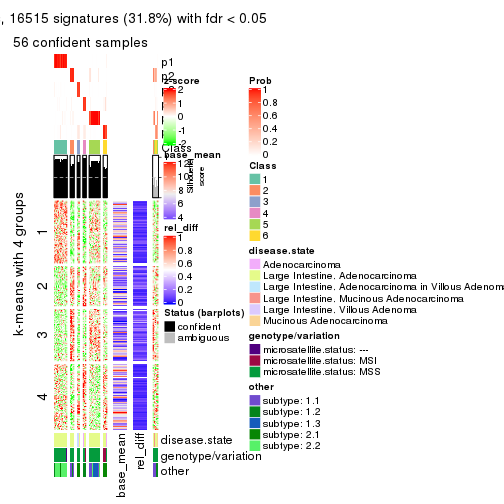 , 16515 signatures (31.8%) with fdr < 0.05
56 confident samples
p1
p2
Class
k-means with 4 groups
1
2
3
4
base_mean
rel_diff
disease.state
genotype/variation
other
z-score
2
1
0
-1
-2
base_mean
12
10
8
6
4
Silhouette
score
rel_diff
1
0.8
0.6
0.4
0.2
0
Status (barplots)
confident
ambiguous
Prob
1
0.8
0.6
0.4
0.2
0
Class
1
2
3
4
5
6
disease.state
Adenocarcinoma
Large Intestine. Adenocarcinoma
Large Intestine. Adenocarcinoma in Villous Adenom
Large Intestine. Mucinous Adenocarcinoma
Large Intestine. Villous Adenoma
Mucinous Adenocarcinoma
genotype/variation
microsatellite.status: ---
microsatellite.status: MSI
microsatellite.status: MSS
other
subtype: 1.1
subtype: 1.2
subtype: 1.3
subtype: 2.1
subtype: 2.2